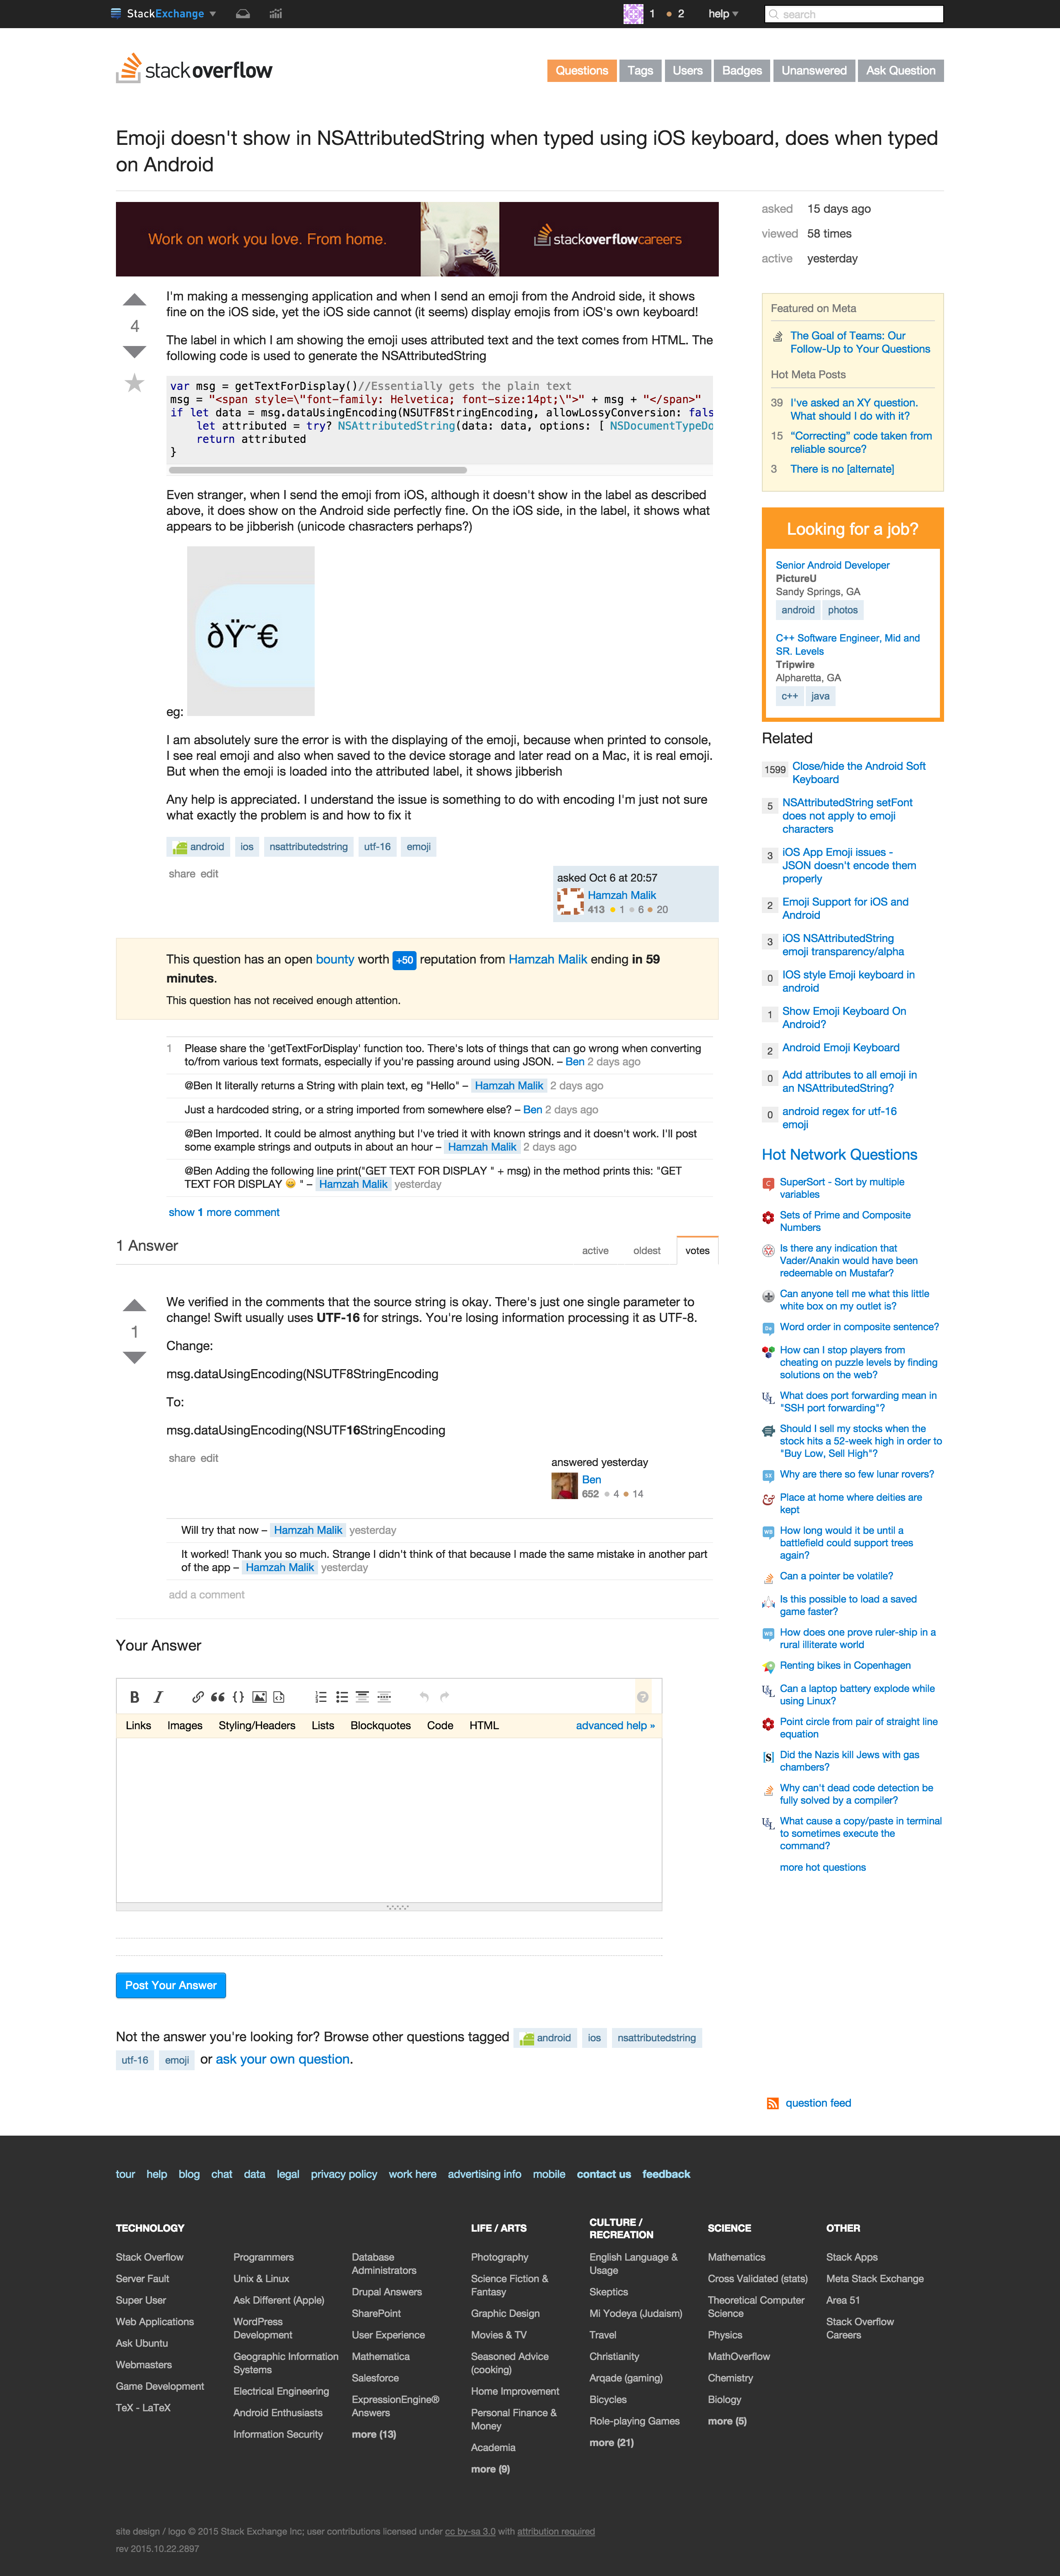 StackExchange
1
2
help
search
stackoverflow
Questions
Tags
Users
Badges
Unanswered
Ask Question
Emoji doesn't show in NSAttributedString when typed using iOS keyboard, does when typed
on Android
Work on work you love. From home.
stackoverflowcareers
4
I'm making a messenging application and when I send an emoji from the Android side, it shows
fine on the iOS side, yet the iOS side cannot (it seems) display emojis from iOS's own keyboard!
The label in which I am showing the emoji uses attributed text and the text comes from HTML. The
following code is used to generate the NSAttributedString
var msg = getTextForDisplay()//Essentially gets the plain text
msg = "<span style=\"font-family: Helvetica; font-size:14pt;\">" + msg + "</span>"
if let data = msg.dataUsingEncoding(NSUTF8StringEncoding, allowLossyConversion: fals
let attributed = try? NSAttributedString(data: data, options: [ NSDocumentTypeDo
return attributed
}
Even stranger, when I send the emoji from iOS, although it doesn't show in the label as described
above, it does show on the Android side perfectly fine. On the iOS side, in the label, it shows what
appears to be jibberish (unicode chasracters perhaps?)
ðŸ˜€
eg:
I am absolutely sure the error is with the displaying of the emoji, because when printed to console,
I see real emoji and also when saved to the device storage and later read on a Mac, it is real emoji.
But when the emoji is loaded into the attributed label, it shows jibberish
Any help is appreciated. I understand the issue is something to do with encoding I'm just not sure
what exactly the problem is and how to fix it
android ios nsattributedstring utf-16 emoji
share edit
asked Oct 6 at 20:57
Hamzah Malik
413 1 6 20
This question has an open bounty worth +50 reputation from Hamzah Malik ending in 59
minutes.
This question has not received enough attention.
1 Please share the 'getTextForDisplay' function too. There's lots of things that can go wrong when converting
to/from various text formats, especially if you're passing around using JSON. – Ben 2 days ago
@Ben It literally returns a String with plain text, eg "Hello" – Hamzah Malik 2 days ago
Just a hardcoded string, or a string imported from somewhere else? – Ben 2 days ago
@Ben Imported. It could be almost anything but I've tried it with known strings and it doesn't work. I'll post
some example strings and outputs in about an hour – Hamzah Malik 2 days ago
@Ben Adding the following line print("GET TEXT FOR DISPLAY " + msg) in the method prints this: "GET
TEXT FOR DISPLAY 😀 " – Hamzah Malik yesterday
show 1 more comment
1 Answer
active oldest votes
1
We verified in the comments that the source string is okay. There's just one single parameter to
change! Swift usually uses UTF-16 for strings. You're losing information processing it as UTF-8.
Change:
msg.dataUsingEncoding(NSUTF8StringEncoding
To:
msg.dataUsingEncoding(NSUTF16StringEncoding
share edit
answered yesterday
Ben
652 4 14
Will try that now – Hamzah Malik yesterday
It worked! Thank you so much. Strange I didn't think of that because I made the same mistake in another part
of the app – Hamzah Malik yesterday
add a comment
Your Answer
B I
Links Images Styling/Headers Lists Blockquotes Code HTML
advanced help »
Post Your Answer
Not the answer you're looking for? Browse other questions tagged android ios nsattributedstring
utf-16 emoji or ask your own question.
asked 15 days ago
viewed 58 times
active yesterday
Featured on Meta
The Goal of Teams: Our
Follow-Up to Your Questions
Hot Meta Posts
39 I've asked an XY question.
What should I do with it?
15 “Correcting” code taken from
reliable source?
3 There is no [alternate]
Looking for a job?
Senior Android Developer
PictureU
Sandy Springs, GA
android photos
C++ Software Engineer, Mid and
SR. Levels
Tripwire
Alpharetta, GA
c++ java
Related
1599 Close/hide the Android Soft
Keyboard
5 NSAttributedString setFont
does not apply to emoji
characters
3 iOS App Emoji issues -
JSON doesn't encode them
properly
2 Emoji Support for iOS and
Android
3 iOS NSAttributedString
emoji transparency/alpha
0 IOS style Emoji keyboard in
android
1 Show Emoji Keyboard On
Android?
2 Android Emoji Keyboard
0 Add attributes to all emoji in
an NSAttributedString?
0 android regex for utf-16
emoji
Hot Network Questions
SuperSort - Sort by multiple
variables
Sets of Prime and Composite
Numbers
Is there any indication that
Vader/Anakin would have been
redeemable on Mustafar?
Can anyone tell me what this little
white box on my outlet is?
Word order in composite sentence?
How can I stop players from
cheating on puzzle levels by finding
solutions on the web?
What does port forwarding mean in
"SSH port forwarding"?
Should I sell my stocks when the
stock hits a 52-week high in order to
"Buy Low, Sell High"?
Why are there so few lunar rovers?
Place at home where deities are
kept
How long would it be until a
battlefield could support trees
again?
Can a pointer be volatile?
Is this possible to load a saved
game faster?
How does one prove ruler-ship in a
rural illiterate world
Renting bikes in Copenhagen
Can a laptop battery explode while
using Linux?
Point circle from pair of straight line
equation
Did the Nazis kill Jews with gas
chambers?
Why can't dead code detection be
fully solved by a compiler?
What cause a copy/paste in terminal
to sometimes execute the
command?
more hot questions
question feed
tour help blog chat data legal privacy policy work here advertising info mobile contact us feedback
TECHNOLOGY
Stack Overflow
Server Fault
Super User
Web Applications
Ask Ubuntu
Webmasters
Game Development
TeX - LaTeX
Programmers
Unix & Linux
Ask Different (Apple)
WordPress
Development
Geographic Information
Systems
Electrical Engineering
Android Enthusiasts
Information Security
Database
Administrators
Drupal Answers
SharePoint
User Experience
Mathematica
Salesforce
ExpressionEngine®
Answers
more (13)
LIFE / ARTS
Photography
Science Fiction &
Fantasy
Graphic Design
Movies & TV
Seasoned Advice
(cooking)
Home Improvement
Personal Finance &
Money
Academia
more (9)
CULTURE /
RECREATION
English Language &
Usage
Skeptics
Mi Yodeya (Judaism)
Travel
Christianity
Arqade (gaming)
Bicycles
Role-playing Games
more (21)
SCIENCE
Mathematics
Cross Validated (stats)
Theoretical Computer
Science
Physics
MathOverflow
Chemistry
Biology
more (5)
OTHER
Stack Apps
Meta Stack Exchange
Area 51
Stack Overflow
Careers
site design / logo © 2015 Stack Exchange Inc; user contributions licensed under cc by-sa 3.0 with attribution required
rev 2015.10.22.2897